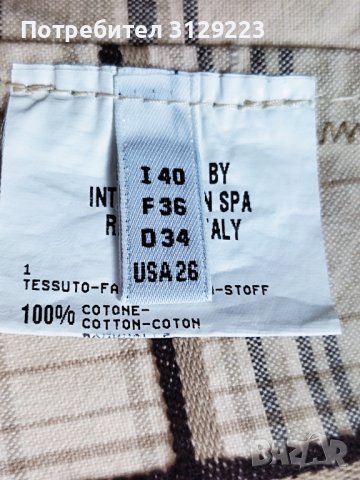 Потребител 3129223
BY
INT N SPA
R ALY
I 40
F 36
D 34
USA 26
1
TESSUTO-FA -STOFF
100% COTONE-
COTTON-COTON
BAZAR